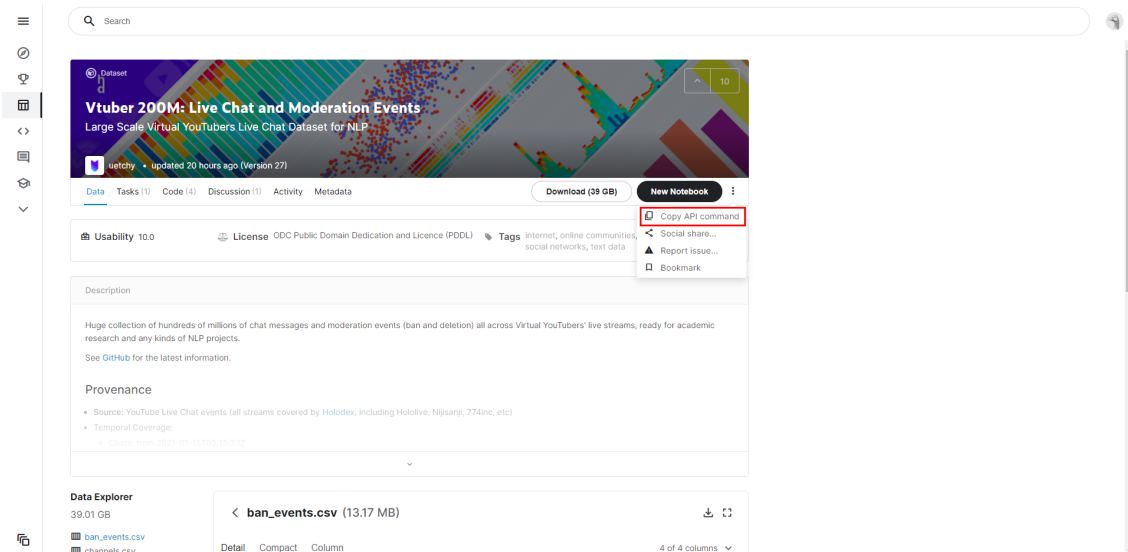 Search
Dataset
10
Vtuber 200M: Live Chat and Moderation Events
Large Scale Virtual YouTubers Live Chat Dataset for NLP
uetchy • updated 20 hours ago (Version 27)
Data Tasks (1) Code (4) Discussion (1) Activity Metadata Download (39 GB) New Notebook
Copy API command
Social share...
Report issue...
Bookmark
Usability 10.0 License ODC Public Domain Dedication and Licence (PDDL) Tags internet, online communities,
social networks, text data
Description
Huge collection of hundreds of millions of chat messages and moderation events (ban and deletion) all across Virtual YouTubers' live streams, ready for academic
research and any kinds of NLP projects.
See GitHub for the latest information.
Provenance
• Source: YouTube Live Chat events (all streams covered by Holodex, including Hololive, Nijisanji, 774inc, etc)
• Temporal Coverage:
Data Explorer
39.01 GB
ban_events.csv
channels.csv
ban_events.csv (13.17 MB)
Detail Compact Column 4 of 4 columns